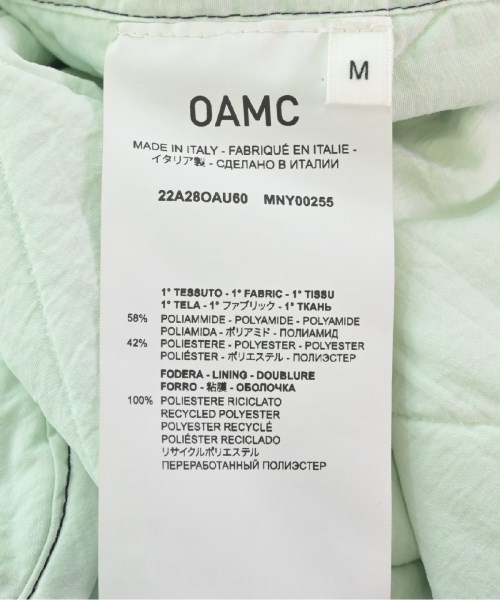 M
OAMC
MADE IN ITALY - FABRIQUÉ EN ITALIE -
イタリア製 - СДЕЛАНО В ИТАЛИИ
22A28OAU60 MNY00255
1° TESSUTO - 1° FABRIC - 1° TISSU
1° TELA - 1° ファブリック - 1° ТКАНЬ
58% POLIAMMIDE - POLYAMIDE - POLYAMIDE
POLIAMIDA - ポリアミド - ПОЛИАМИД
42% POLIESTERE - POLYESTER - POLYESTER
POLIÉSTER - ポリエステル - ПОЛИЭСТЕР
FODERA - LINING - DOUBLURE
FORRO - 粘膜 - ОБОЛОЧКА
100% POLIESTERE RICICLATO
RECYCLED POLYESTER
POLYESTER RECYCLÉ
POLIÉSTER RECICLADO
リサイクルポリエステル
ПЕРЕРАБОТАННЫЙ ПОЛИЭСТЕР